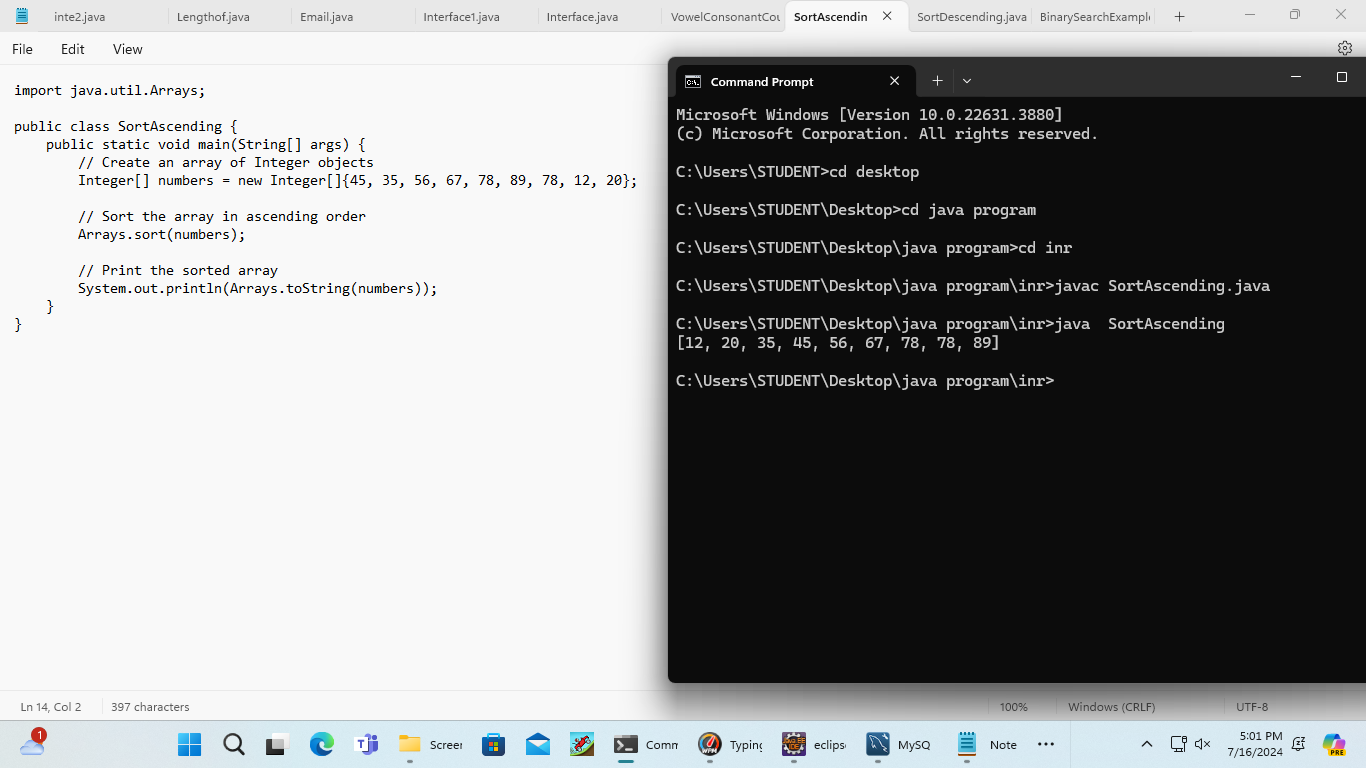 inte2.java
Lengthof.java
Email.java
Interface1.java
Interface.java
VowelConsonantCou
SortAscendin
SortDescending.java
BinarySearchExampl
File
Edit
View
import java.util.Arrays;
public class SortAscending {
public static void main(String[] args) {
// Create an array of Integer objects
Integer[] numbers = new Integer[]{45, 35, 56, 67, 78, 89, 78, 12, 20};
// Sort the array in ascending order
Arrays.sort(numbers);
// Print the sorted array
System.out.println(Arrays.toString(numbers));
}
}
Command Prompt
Microsoft Windows [Version 10.0.22631.3880]
(c) Microsoft Corporation. All rights reserved.
C:\Users\STUDENT>cd desktop
C:\Users\STUDENT\Desktop>cd java program
C:\Users\STUDENT\Desktop\java program>cd inr
C:\Users\STUDENT\Desktop\java program\inr>javac SortAscending.java
C:\Users\STUDENT\Desktop\java program\inr>java  SortAscending
[12, 20, 35, 45, 56, 67, 78, 78, 89]
C:\Users\STUDENT\Desktop\java program\inr>
Ln 14, Col 2
397 characters
100%
Windows (CRLF)
UTF-8
1
Screer
Comm
Typing
eclips
MySQ
Note
5:01 PM
7/16/2024
PRE